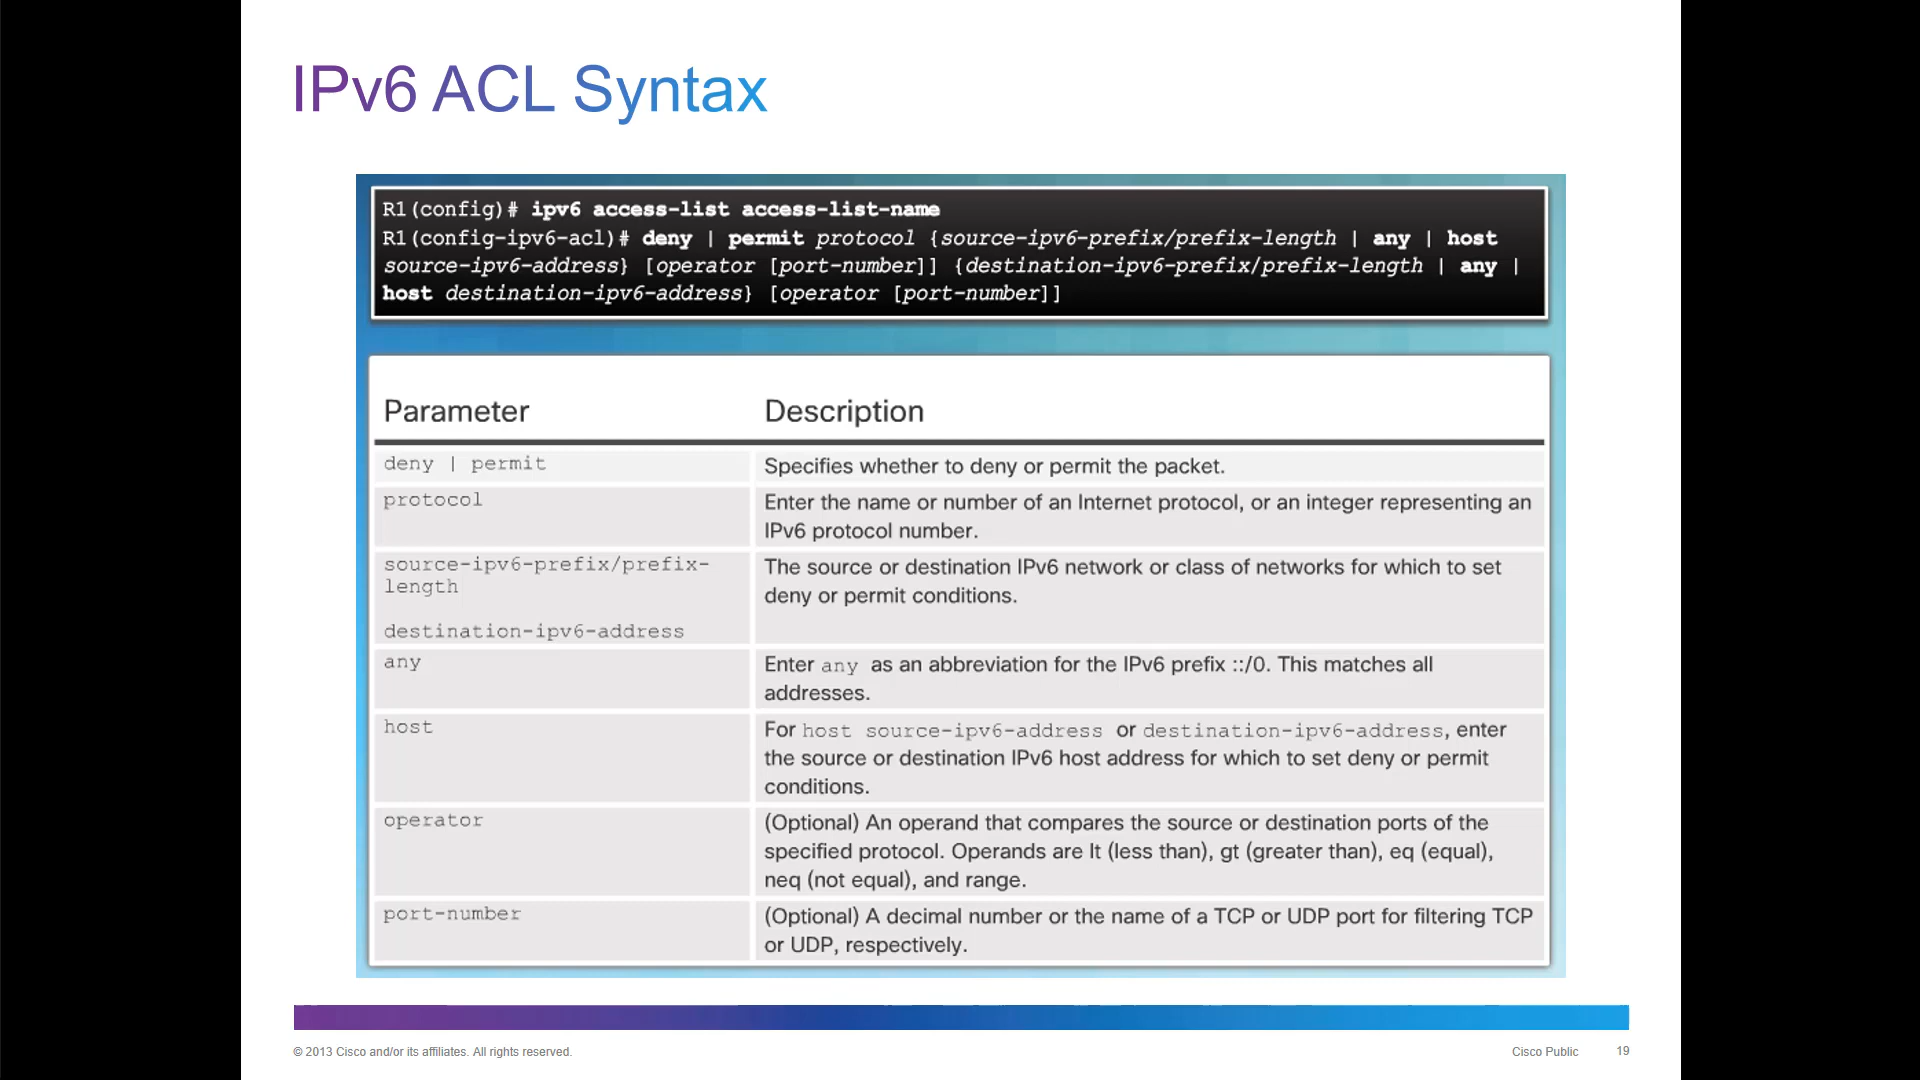 IPv6 ACL Syntax
R1(config)# ipv6 access-list access-list-name
R1(config-ipv6-acl)# deny | permit protocol {source-ipv6-prefix/prefix-length | any | host
source-ipv6-address} [operator [port-number]] {destination-ipv6-prefix/prefix-length | any |
host destination-ipv6-address} [operator [port-number]]
Parameter Description
deny | permit Specifies whether to deny or permit the packet.
protocol Enter the name or number of an Internet protocol, or an integer representing an
IPv6 protocol number.
source-ipv6-prefix/prefix-
length
destination-ipv6-address
The source or destination IPv6 network or class of networks for which to set
deny or permit conditions.
any Enter any as an abbreviation for the IPv6 prefix ::/0. This matches all
addresses.
host For host source-ipv6-address or destination-ipv6-address, enter
the source or destination IPv6 host address for which to set deny or permit
conditions.
operator (Optional) An operand that compares the source or destination ports of the
specified protocol. Operands are lt (less than), gt (greater than), eq (equal),
neq (not equal), and range.
port-number (Optional) A decimal number or the name of a TCP or UDP port for filtering TCP
or UDP, respectively.
© 2013 Cisco and/or its affiliates. All rights reserved. Cisco Public 19